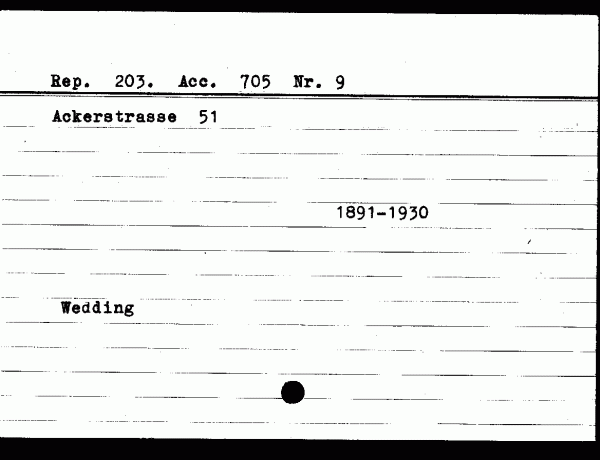 Rep. 203. Acc. 705 Nr. 9
Ackerstrasse 51
1891-1930
Wedding